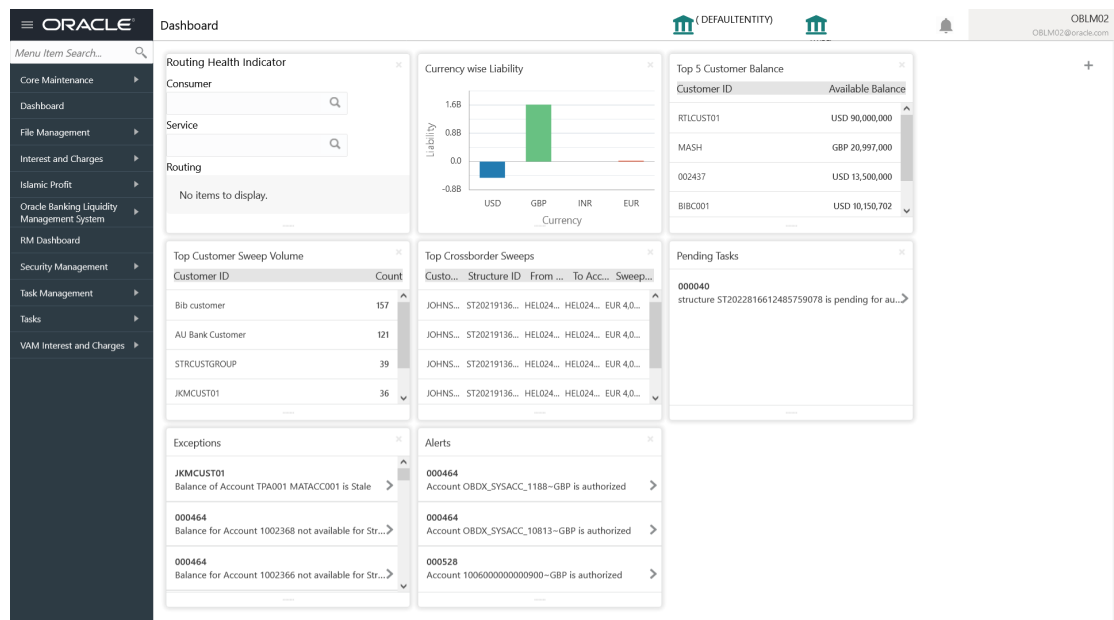 ORACLE®
Dashboard
( DEFAULTENTITY)
OBLM02
OBLM02@oracle.com
Menu Item Search...
Core Maintenance
Dashboard
File Management
Interest and Charges
Islamic Profit
Oracle Banking Liquidity
Management System
RM Dashboard
Security Management
Task Management
Tasks
VAM Interest and Charges
Routing Health Indicator
Consumer
Service
Routing
No items to display.
Currency wise Liability
1.6B
0.8B
0.0
-0.8B
Liability
USD GBP INR EUR
Currency
Top 5 Customer Balance
Customer ID Available Balance
RTLCUST01 USD 90,000,000
MASH GBP 20,997,000
002437 USD 13,500,000
BIBC001 USD 10,150,702
Top Customer Sweep Volume
Customer ID Count
Bib customer 157
AU Bank Customer 121
STRCUSTGROUP 39
JKMCUST01 36
Top Crossborder Sweeps
Custo... Structure ID From ... To Acc... Sweep...
JOHNS... ST20219136... HEL024... HEL024... EUR 4,0...
JOHNS... ST20219136... HEL024... HEL024... EUR 4,0...
JOHNS... ST20219136... HEL024... HEL024... EUR 4,0...
JOHNS... ST20219136... HEL024... HEL024... EUR 4,0...
Pending Tasks
000040
structure ST2022816612485759078 is pending for au...
Exceptions
JKMCUST01
Balance of Account TPA001 MATACC001 is Stale
000464
Balance for Account 1002368 not available for Str...
000464
Balance for Account 1002366 not available for Str...
Alerts
000464
Account OBDX_SYSACC_1188~GBP is authorized
000464
Account OBDX_SYSACC_10813~GBP is authorized
000528
Account 1006000000000900~GBP is authorized